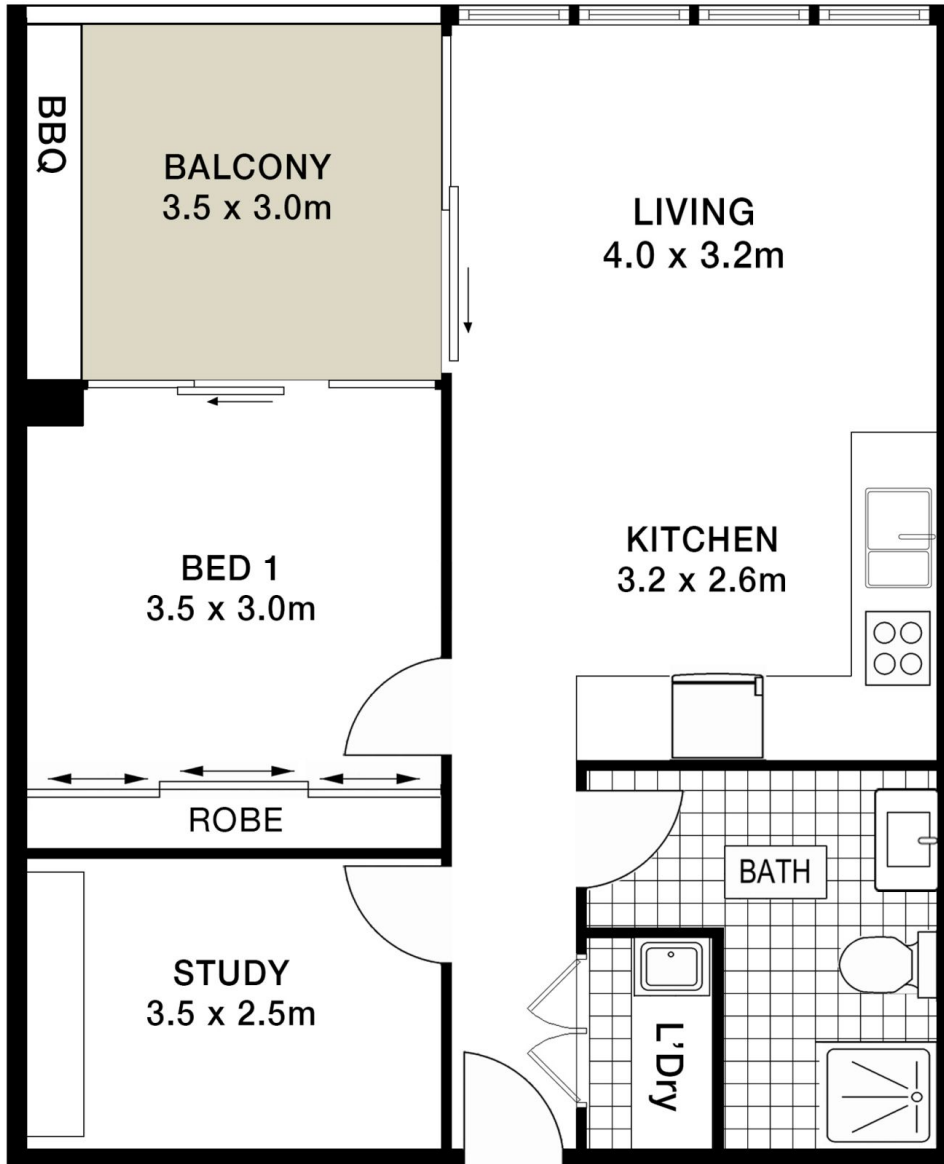 BBQ
BALCONY
3.5 x 3.0m
LIVING
4.0 x 3.2m
BED 1
3.5 x 3.0m
KITCHEN
3.2 x 2.6m
ROBE
BATH
STUDY
3.5 x 2.5m
L'Dry